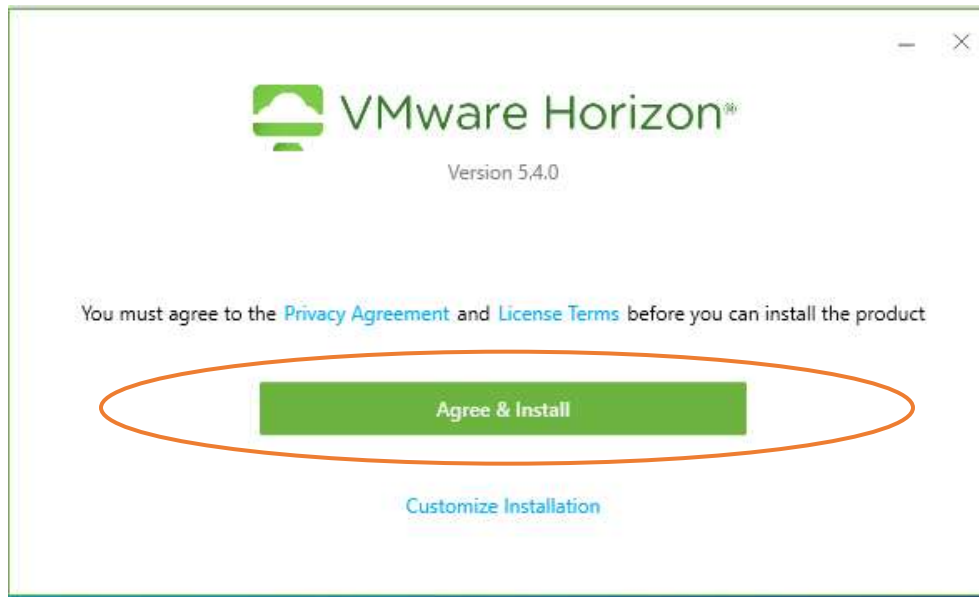 VMware Horizon®
Version 5.4.0
You must agree to the Privacy Agreement and License Terms before you can install the product
Agree & Install
Customize Installation